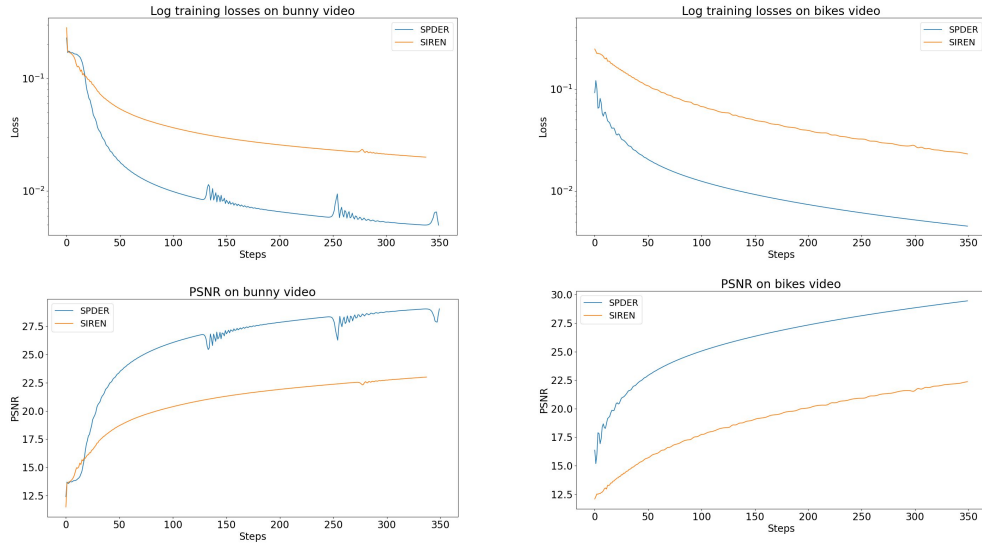 Log training losses on bunny video
SPDER
SIREN
10−1
10−2
Loss
0 50 100 150 200 250 300 350
Steps
Log training losses on bikes video
SPDER
SIREN
10−1
10−2
Loss
0 50 100 150 200 250 300 350
Steps
PSNR on bunny video
SPDER
SIREN
27.5
25.0
22.5
20.0
17.5
15.0
12.5
PSNR
0 50 100 150 200 250 300 350
Steps
PSNR on bikes video
SPDER
SIREN
30.0
27.5
25.0
22.5
20.0
17.5
15.0
12.5
PSNR
0 50 100 150 200 250 300 350
Steps